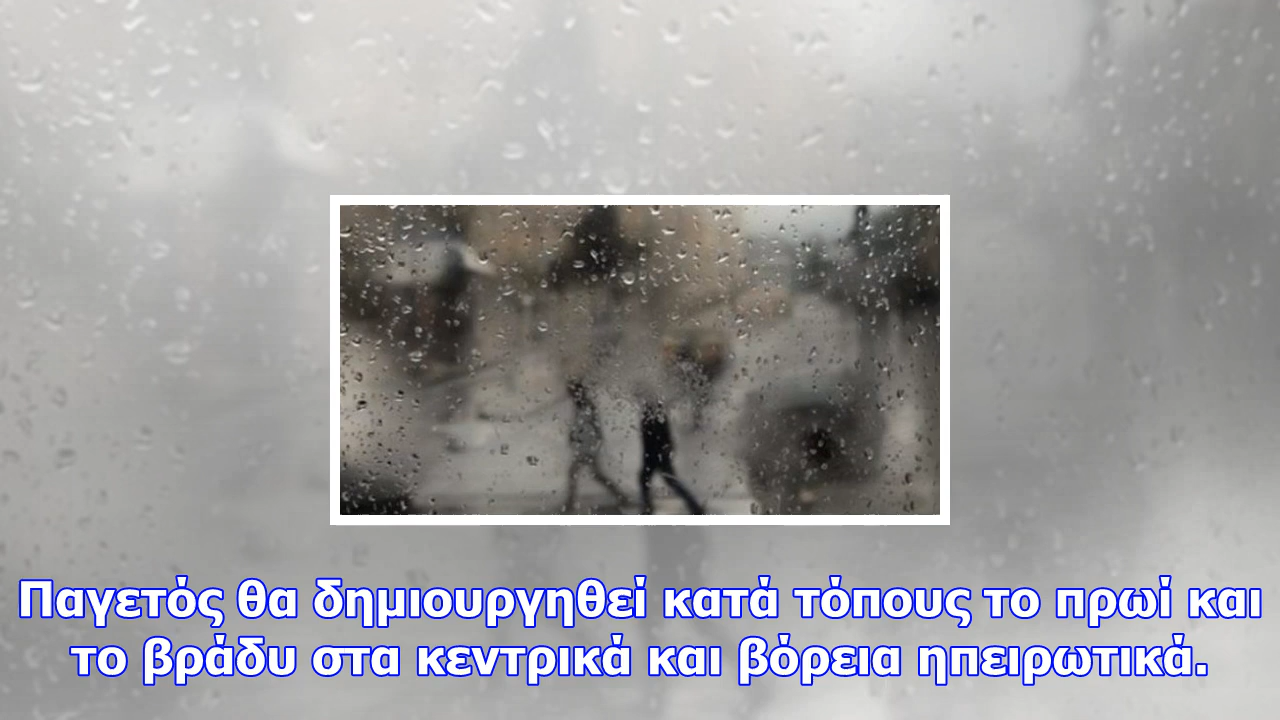 Παγετός θα δημιουργηθεί κατά τόπους το πρωί και
το βράδυ στα κεντρικά και βόρεια ηπειρωτικά.